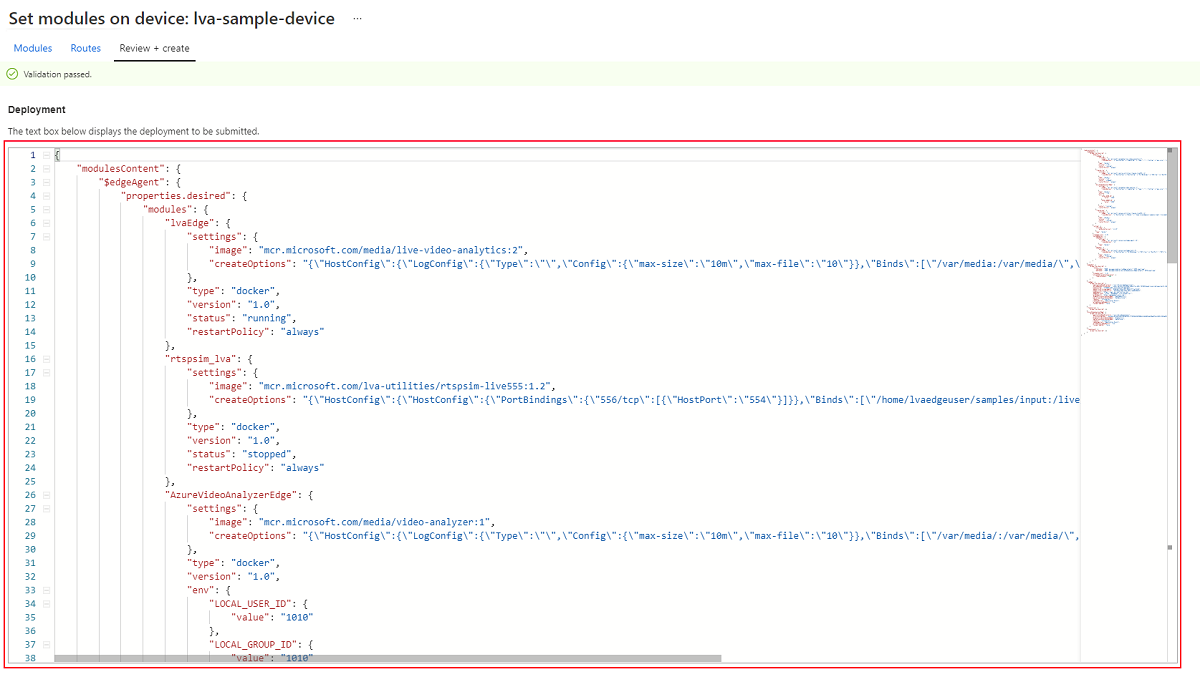 Set modules on device: lva-sample-device ...
Modules Routes Review + create
Validation passed.
Deployment
The text box below displays the deployment to be submitted.
1 {
2 "modulesContent": {
3 "$edgeAgent": {
4 "properties.desired": {
5 "modules": {
6 "lvaEdge": {
7 "settings": {
8 "image": "mcr.microsoft.com/media/live-video-analytics:2",
9 "createOptions": "{\"HostConfig\":{\"LogConfig\":{\"Type\":\"\",\"Config\":{\"max-size\":\"10m\",\"max-file\":\"10\"}},\"Binds\":[\"/var/media:/var/media/\",\
10 },
11 "type": "docker",
12 "version": "1.0",
13 "status": "running",
14 "restartPolicy": "always"
15 },
16 "rtspsim_lva": {
17 "settings": {
18 "image": "mcr.microsoft.com/lva-utilities/rtspsim-live555:1.2",
19 "createOptions": "{\"HostConfig\":{\"HostConfig\":{\"PortBindings\":{\"556/tcp\":[{\"HostPort\":\"554\"}]}},\"Binds\":[\"/home/lvaedgeuser/samples/input:/live
20 },
21 "type": "docker",
22 "version": "1.0",
23 "status": "stopped",
24 "restartPolicy": "always"
25 },
26 "AzureVideoAnalyzerEdge": {
27 "settings": {
28 "image": "mcr.microsoft.com/media/video-analyzer:1",
29 "createOptions": "{\"HostConfig\":{\"LogConfig\":{\"Type\":\"\",\"Config\":{\"max-size\":\"10m\",\"max-file\":\"10\"}},\"Binds\":[\"/var/media/:/var/media/\",
30 },
31 "type": "docker",
32 "version": "1.0",
33 "env": {
34 "LOCAL_USER_ID": {
35 "value": "1010"
36 },
37 "LOCAL_GROUP_ID": {
38 "value": "1010"